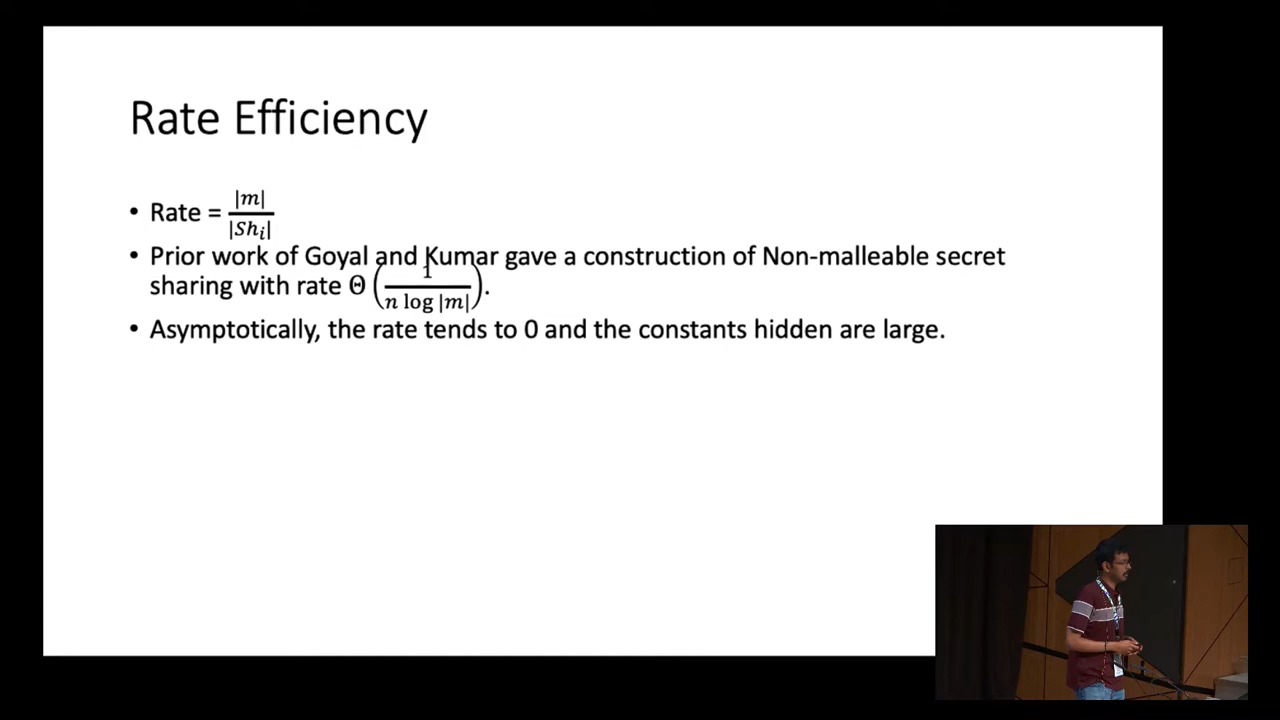 Rate Efficiency
• Rate = |m| / |Sh_i|
• Prior work of Goyal and Kumar gave a construction of Non-malleable secret
sharing with rate Θ (1 / (n log |m|)).
• Asymptotically, the rate tends to 0 and the constants hidden are large.